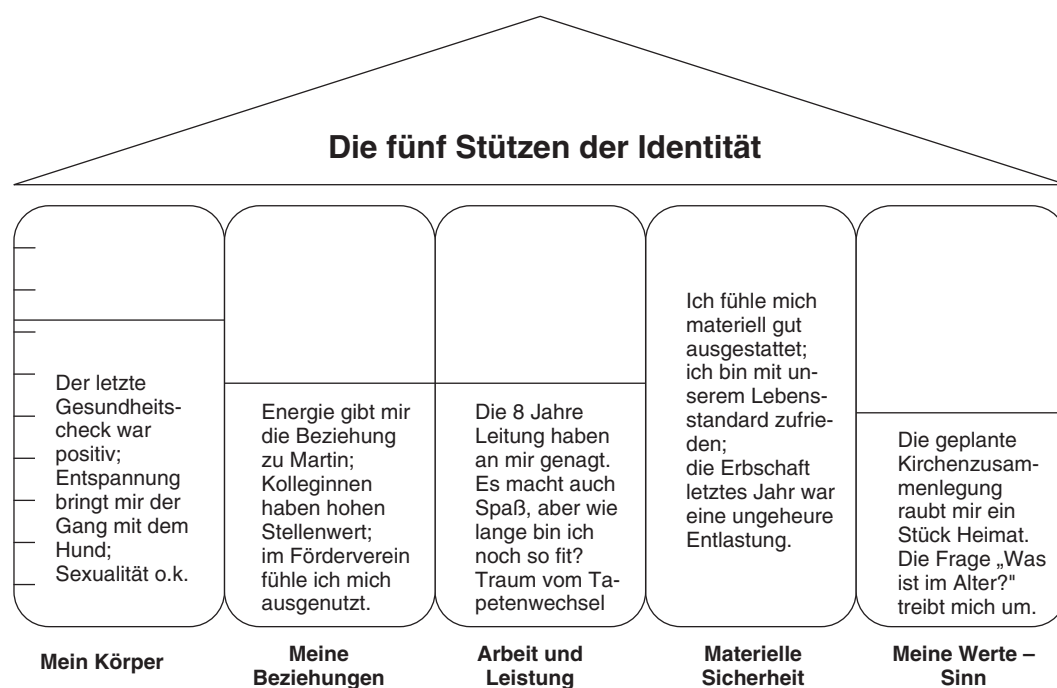 Die fünf Stützen der Identität
Der letzte
Gesundheits-
check war
positiv;
Entspannung
bringt mir der
Gang mit dem
Hund;
Sexualität o.k.
Energie gibt mir
die Beziehung
zu Martin;
Kolleginnen
haben hohen
Stellenwert;
im Förderverein
fühle ich mich
ausgenutzt.
Die 8 Jahre
Leitung haben
an mir genagt.
Es macht auch
Spaß, aber wie
lange bin ich
noch so fit?
Traum vom Ta-
petenwechsel
Ich fühle mich
materiell gut
ausgestattet;
ich bin mit un-
serem Lebens-
standard zufrie-
den;
die Erbschaft
letztes Jahr war
eine ungeheure
Entlastung.
Die geplante
Kirchenzusam-
menlegung
raubt mir ein
Stück Heimat.
Die Frage „Was
ist im Alter?"
treibt mich um.
Mein Körper
Meine
Beziehungen
Arbeit und
Leistung
Materielle
Sicherheit
Meine Werte –
Sinn